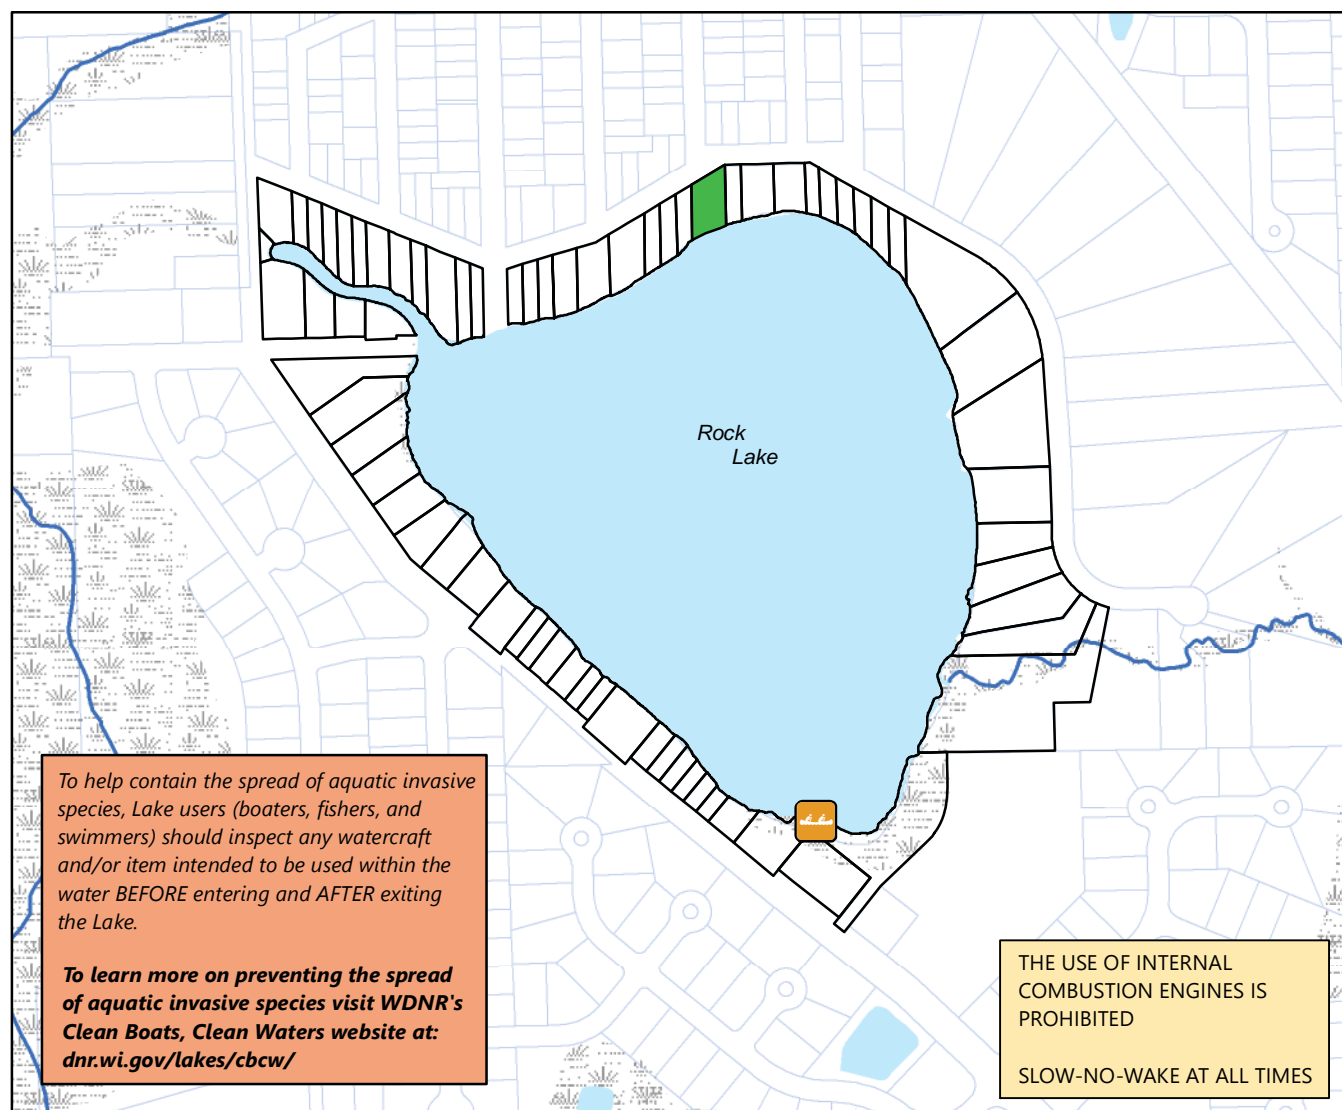 Rock
Lake
To help contain the spread of aquatic invasive
species, Lake users (boaters, fishers, and
swimmers) should inspect any watercraft
and/or item intended to be used within the
water BEFORE entering and AFTER exiting
the Lake.
To learn more on preventing the spread
of aquatic invasive species visit WDNR's
Clean Boats, Clean Waters website at:
dnr.wi.gov/lakes/cbcw/
THE USE OF INTERNAL
COMBUSTION ENGINES IS
PROHIBITED
SLOW-NO-WAKE AT ALL TIMES